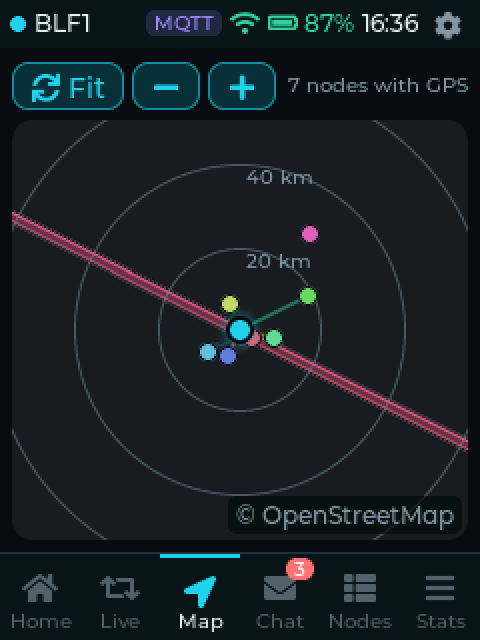 BLF1 MQTT 87% 16:36
Fit − + 7 nodes with GPS
40 km
20 km
© OpenStreetMap
3
Home Live Map Chat Nodes Stats